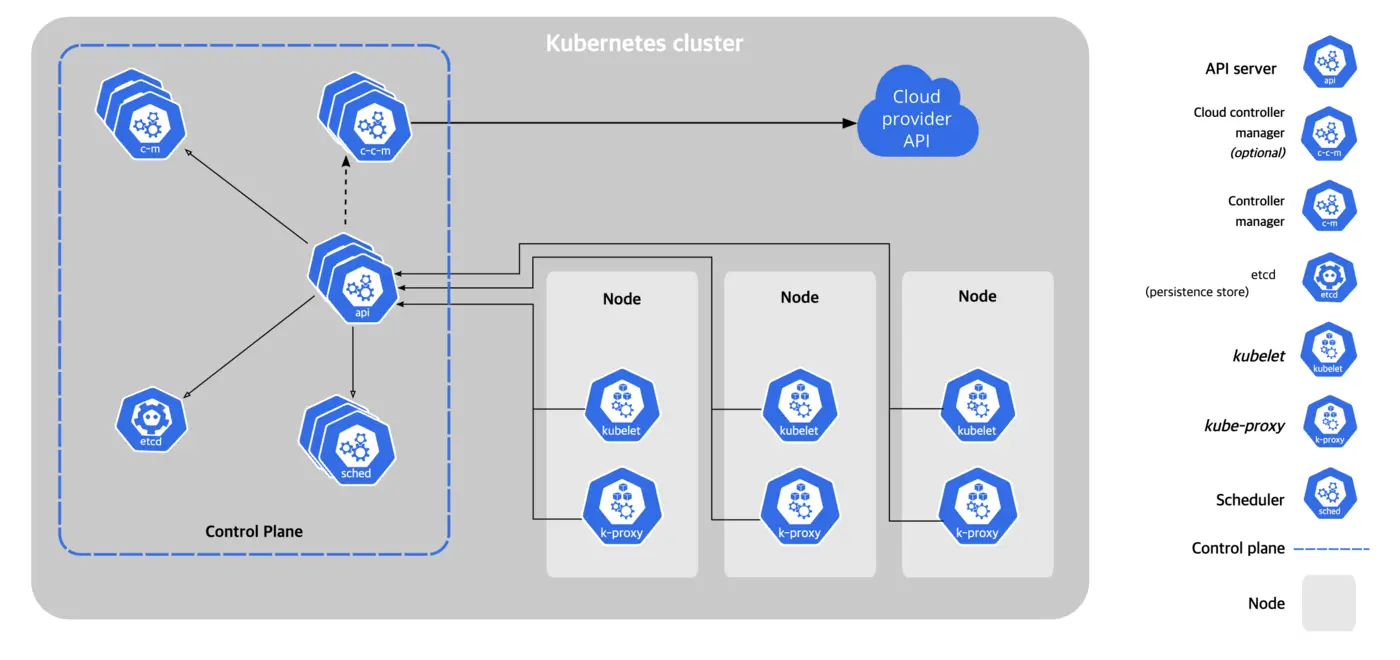 Kubernetes cluster
c-m
c-c-m
Cloud
provider
API
api
etcd
sched
Control Plane
Node
kubelet
k-proxy
Node
kubelet
k-proxy
Node
kubelet
k-proxy
API server
api
Cloud controller
manager
(optional)
c-c-m
Controller
manager
c-m
etcd
(persistence store)
etcd
kubelet
kubelet
kube-proxy
k-proxy
Scheduler
sched
Control plane
Node